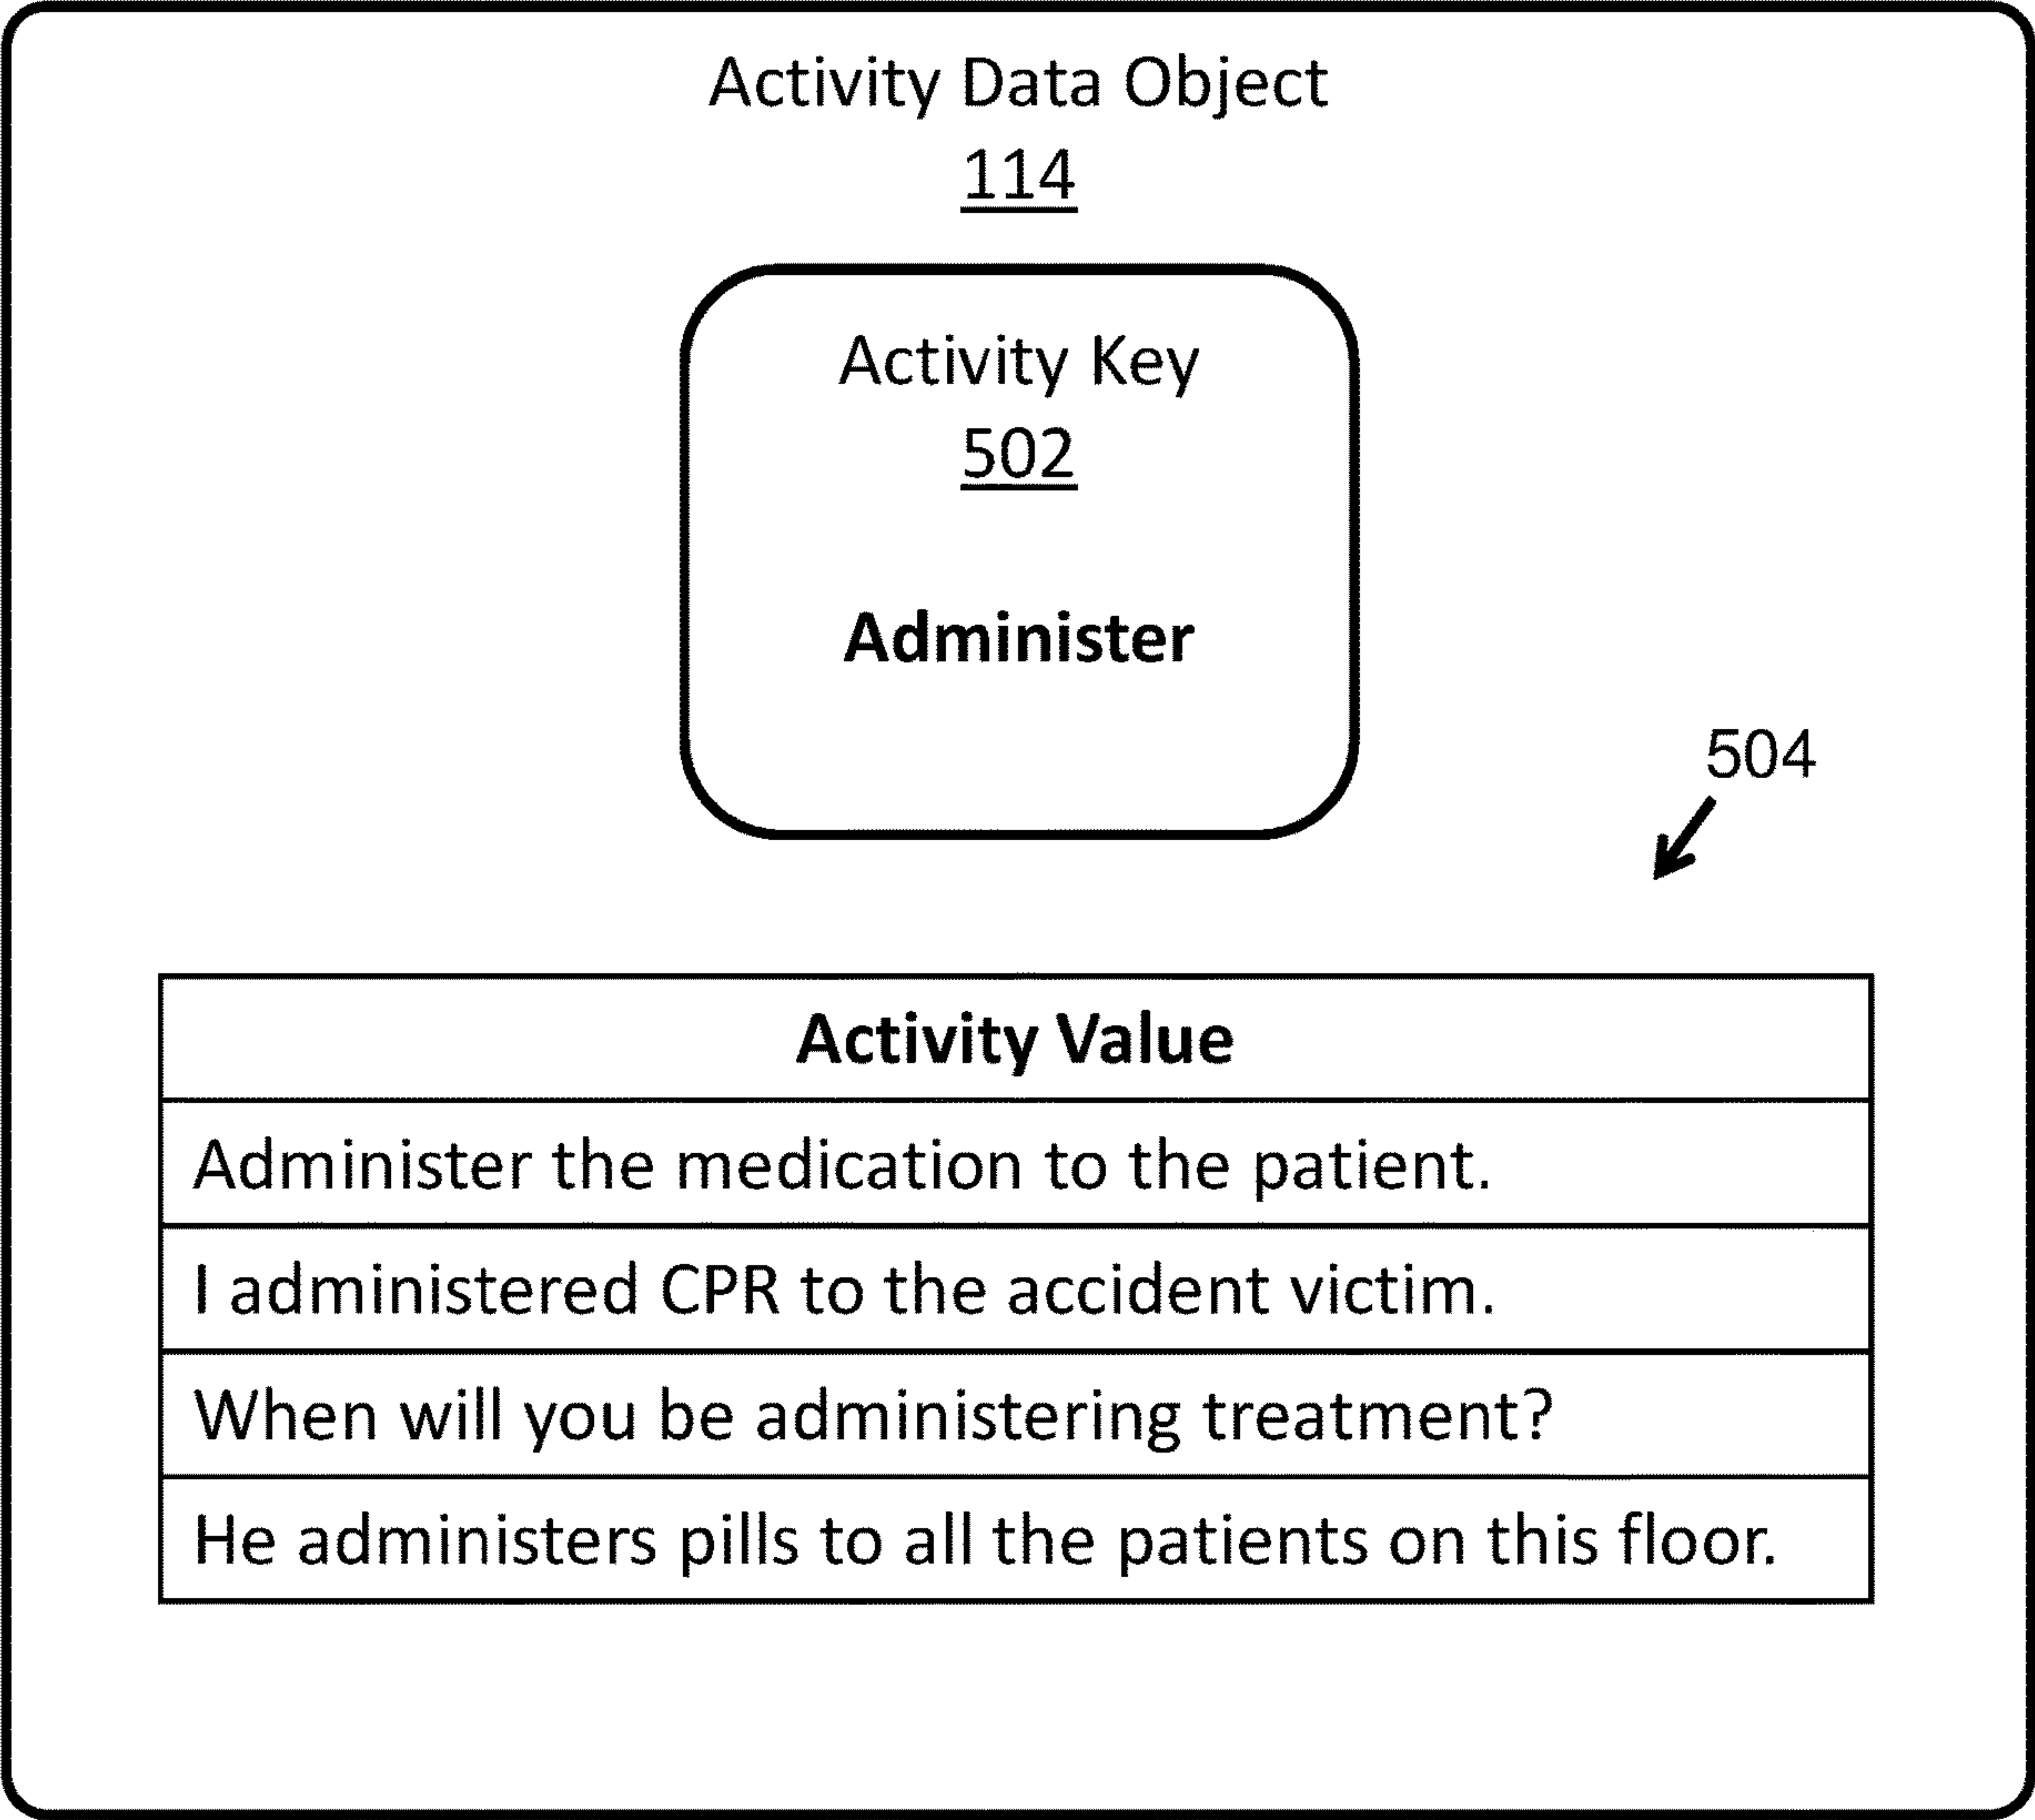 Activity Data Object
114
Activity Key
502
Administer
504
Activity Value
Administer the medication to the patient.
I administered CPR to the accident victim.
When will you be administering treatment?
He administers pills to all the patients on this floor.